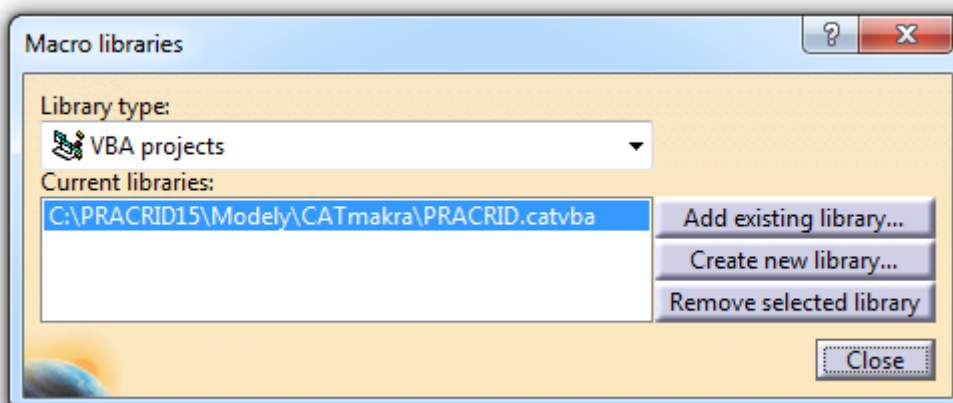 Macro libraries
Library type:
VBA projects
Current libraries:
C:\PRACRID15\Modely\CATmakra\PRACRID.catvba
Add existing library...
Create new library...
Remove selected library
Close